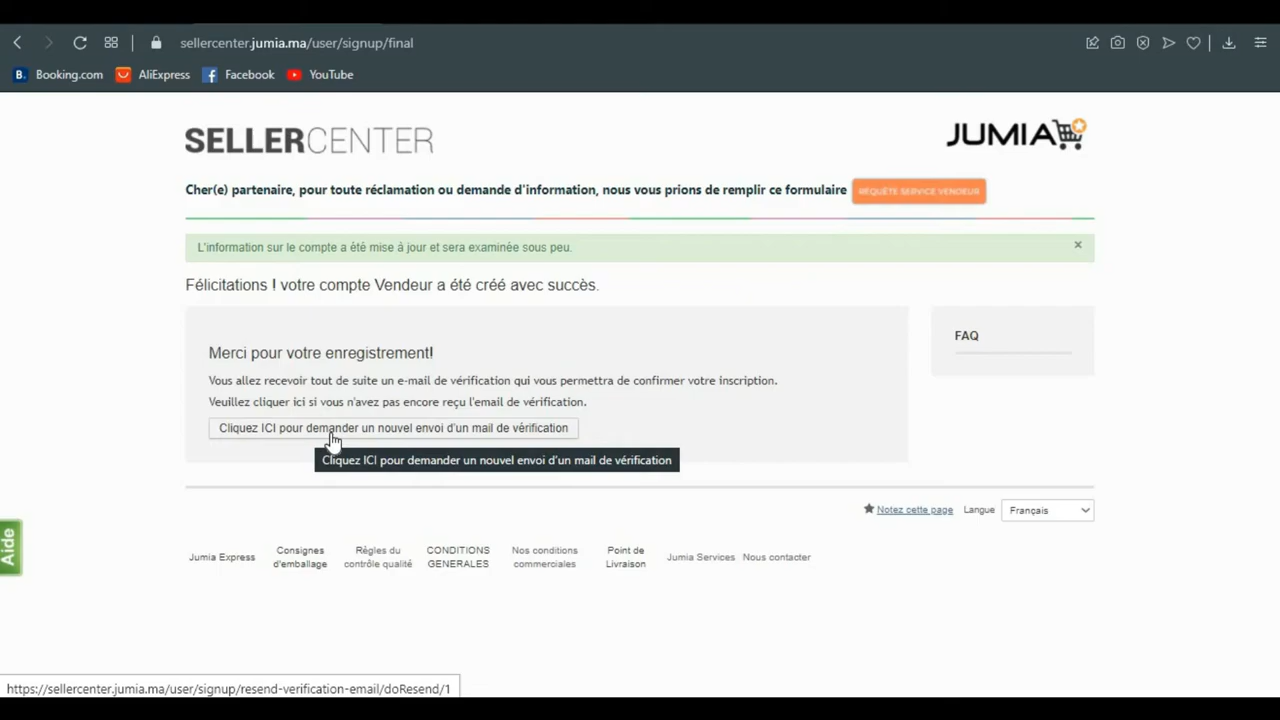 sellercenter.jumia.ma/user/signup/final
B. Booking.com AliExpress Facebook YouTube
SELLERCENTER
JUMIA
Cher(e) partenaire, pour toute réclamation ou demande d'information, nous vous prions de remplir ce formulaire
REQUÊTE SERVICE VENDEUR
L'information sur le compte a été mise à jour et sera examinée sous peu.
×
Félicitations ! votre compte Vendeur a été créé avec succès.
Merci pour votre enregistrement!
Vous allez recevoir tout de suite un e-mail de vérification qui vous permettra de confirmer votre inscription.
Veuillez cliquer ici si vous n'avez pas encore reçu l'email de vérification.
Cliquez ICI pour demander un nouvel envoi d'un mail de vérification
Cliquez ICI pour demander un nouvel envoi d'un mail de vérification
FAQ
Notez cette page Langue Français
Aide
Jumia Express
Consignes
d'emballage
Règles du
contrôle qualité
CONDITIONS
GENERALES
Nos conditions
commerciales
Point de
Livraison
Jumia Services
Nous contacter
https://sellercenter.jumia.ma/user/signup/resend-verification-email/doResend/1